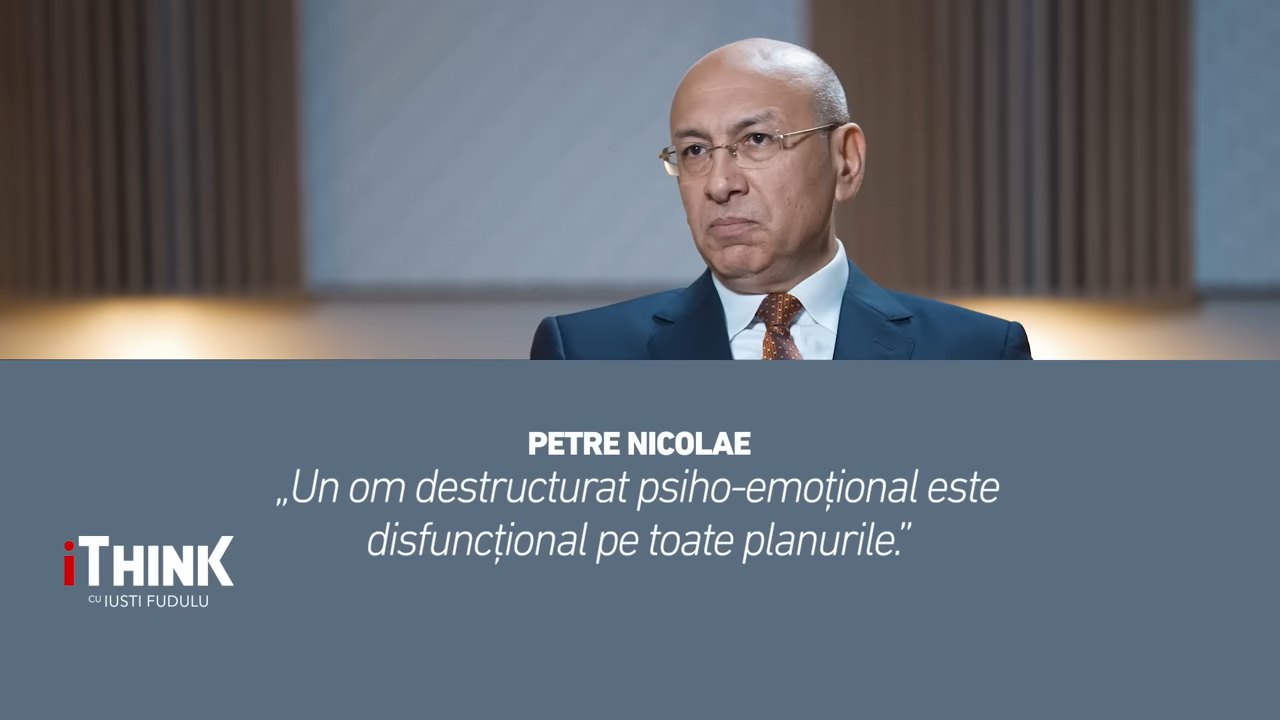 PETRE NICOLAE
„Un om destructurat psiho-emoțional este
disfuncțional pe toate planurile.”
iTHINK
CU IUSTI FUDULU